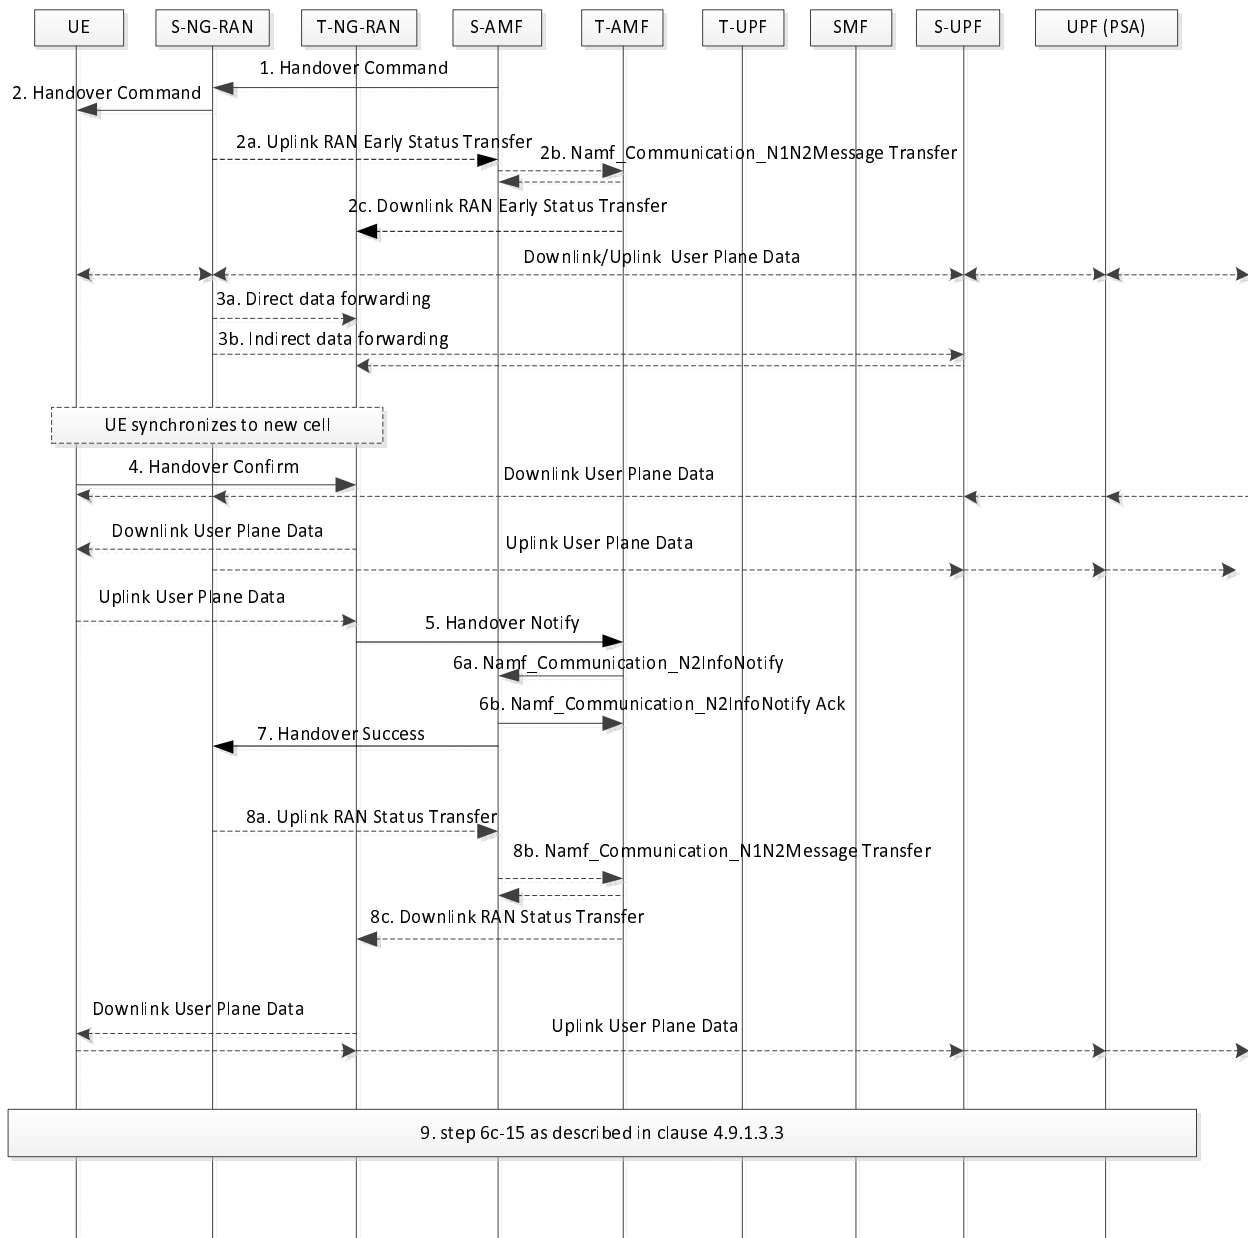 UE
S-NG-RAN
T-NG-RAN
S-AMF
T-AMF
T-UPF
SMF
S-UPF
UPF (PSA)
1. Handover Command
2. Handover Command
2a. Uplink RAN Early Status Transfer
2b. Namf_Communication_N1N2Message Transfer
2c. Downlink RAN Early Status Transfer
Downlink/Uplink User Plane Data
3a. Direct data forwarding
3b. Indirect data forwarding
UE synchronizes to new cell
4. Handover Confirm
Downlink User Plane Data
Downlink User Plane Data
Uplink User Plane Data
Uplink User Plane Data
5. Handover Notify
6a. Namf_Communication_N2InfoNotify
6b. Namf_Communication_N2InfoNotify Ack
7. Handover Success
8a. Uplink RAN Status Transfer
8b. Namf_Communication_N1N2Message Transfer
8c. Downlink RAN Status Transfer
Downlink User Plane Data
Uplink User Plane Data
9. step 6c-15 as described in clause 4.9.1.3.3